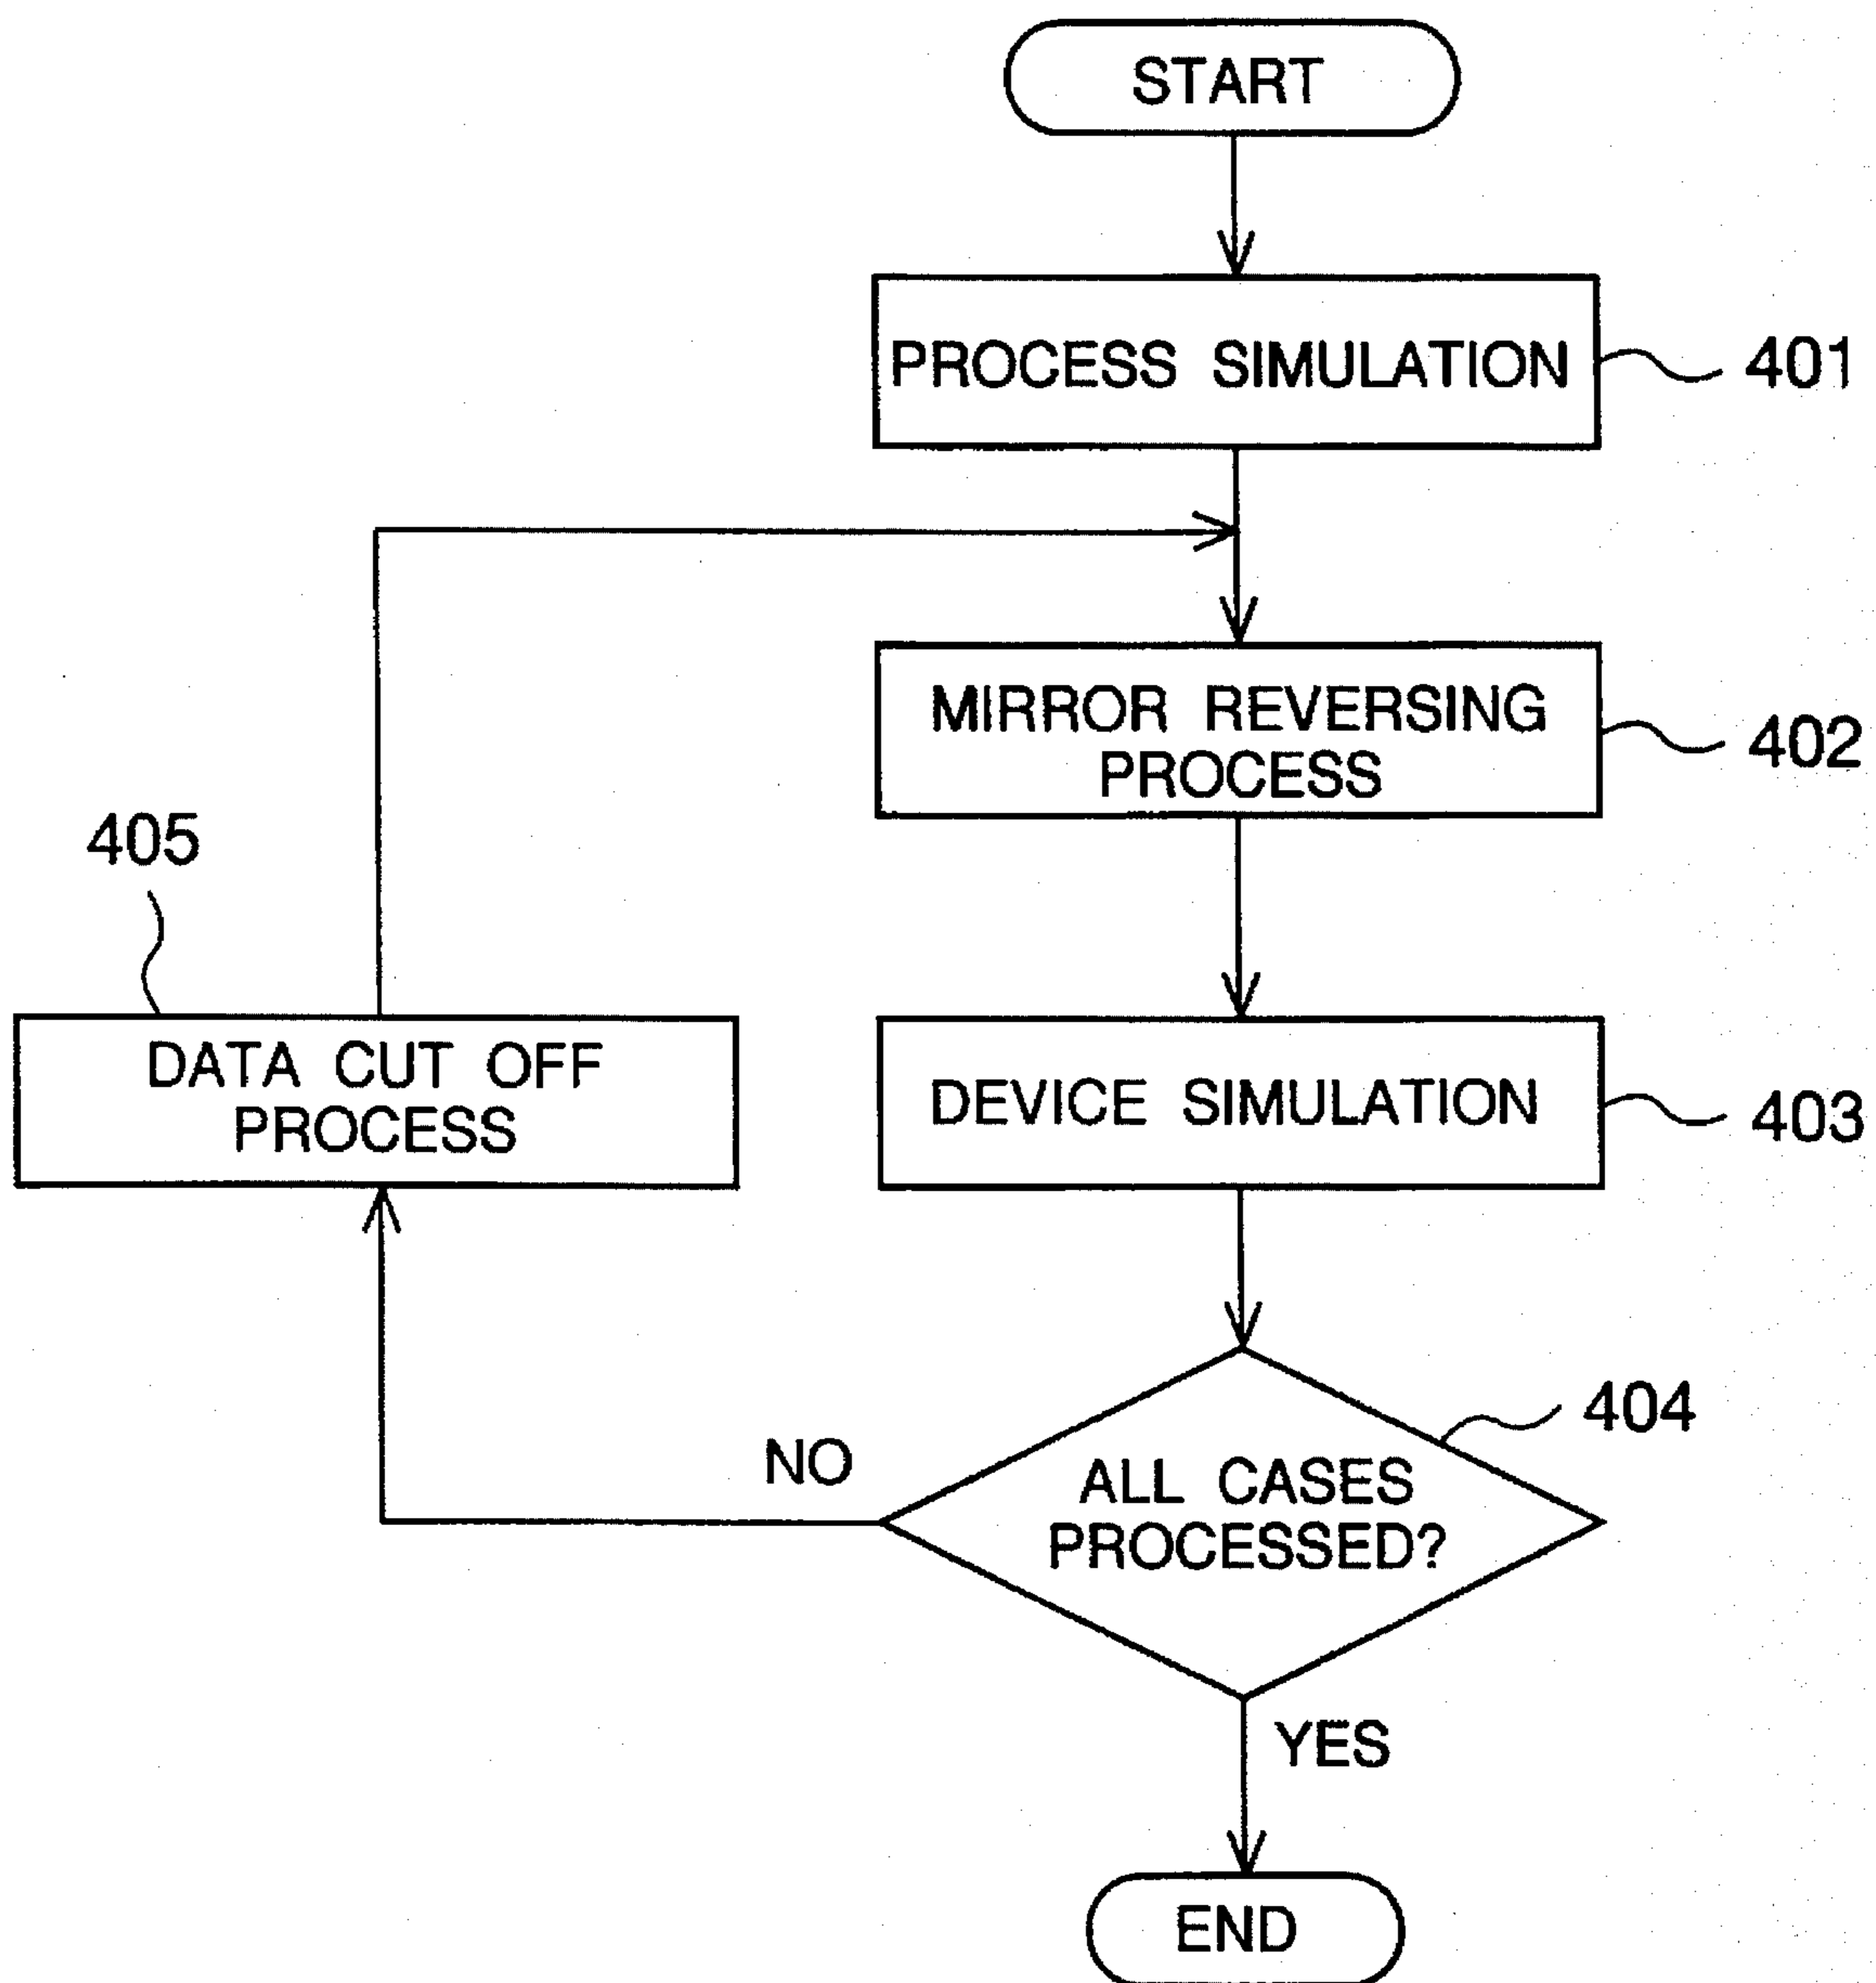 START
PROCESS SIMULATION
401
MIRROR REVERSING
PROCESS
402
405
DATA CUT OFF
PROCESS
DEVICE SIMULATION
403
404
NO
ALL CASES
PROCESSED?
YES
END